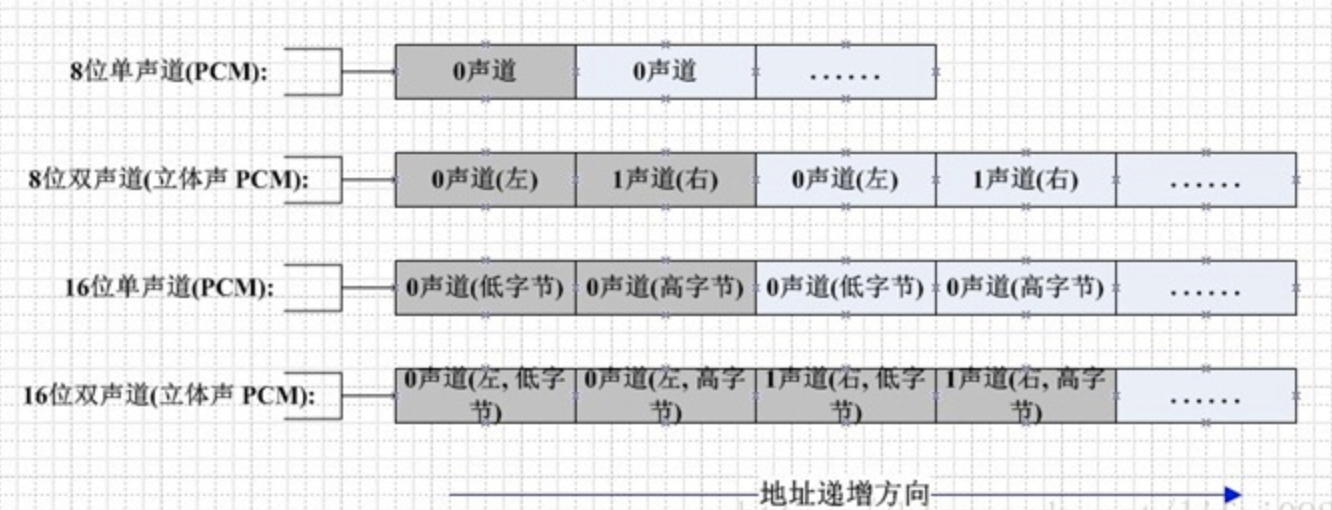 8位单声道(PCM): 0声道 0声道 ......
8位双声道(立体声 PCM): 0声道(左) 1声道(右) 0声道(左) 1声道(右) ......
16位单声道(PCM): 0声道(低字节) 0声道(高字节) 0声道(低字节) 0声道(高字节) ......
16位双声道(立体声 PCM): 0声道(左, 低字节) 0声道(左, 高字节) 1声道(右, 低字节) 1声道(右, 高字节) ......
地址递增方向